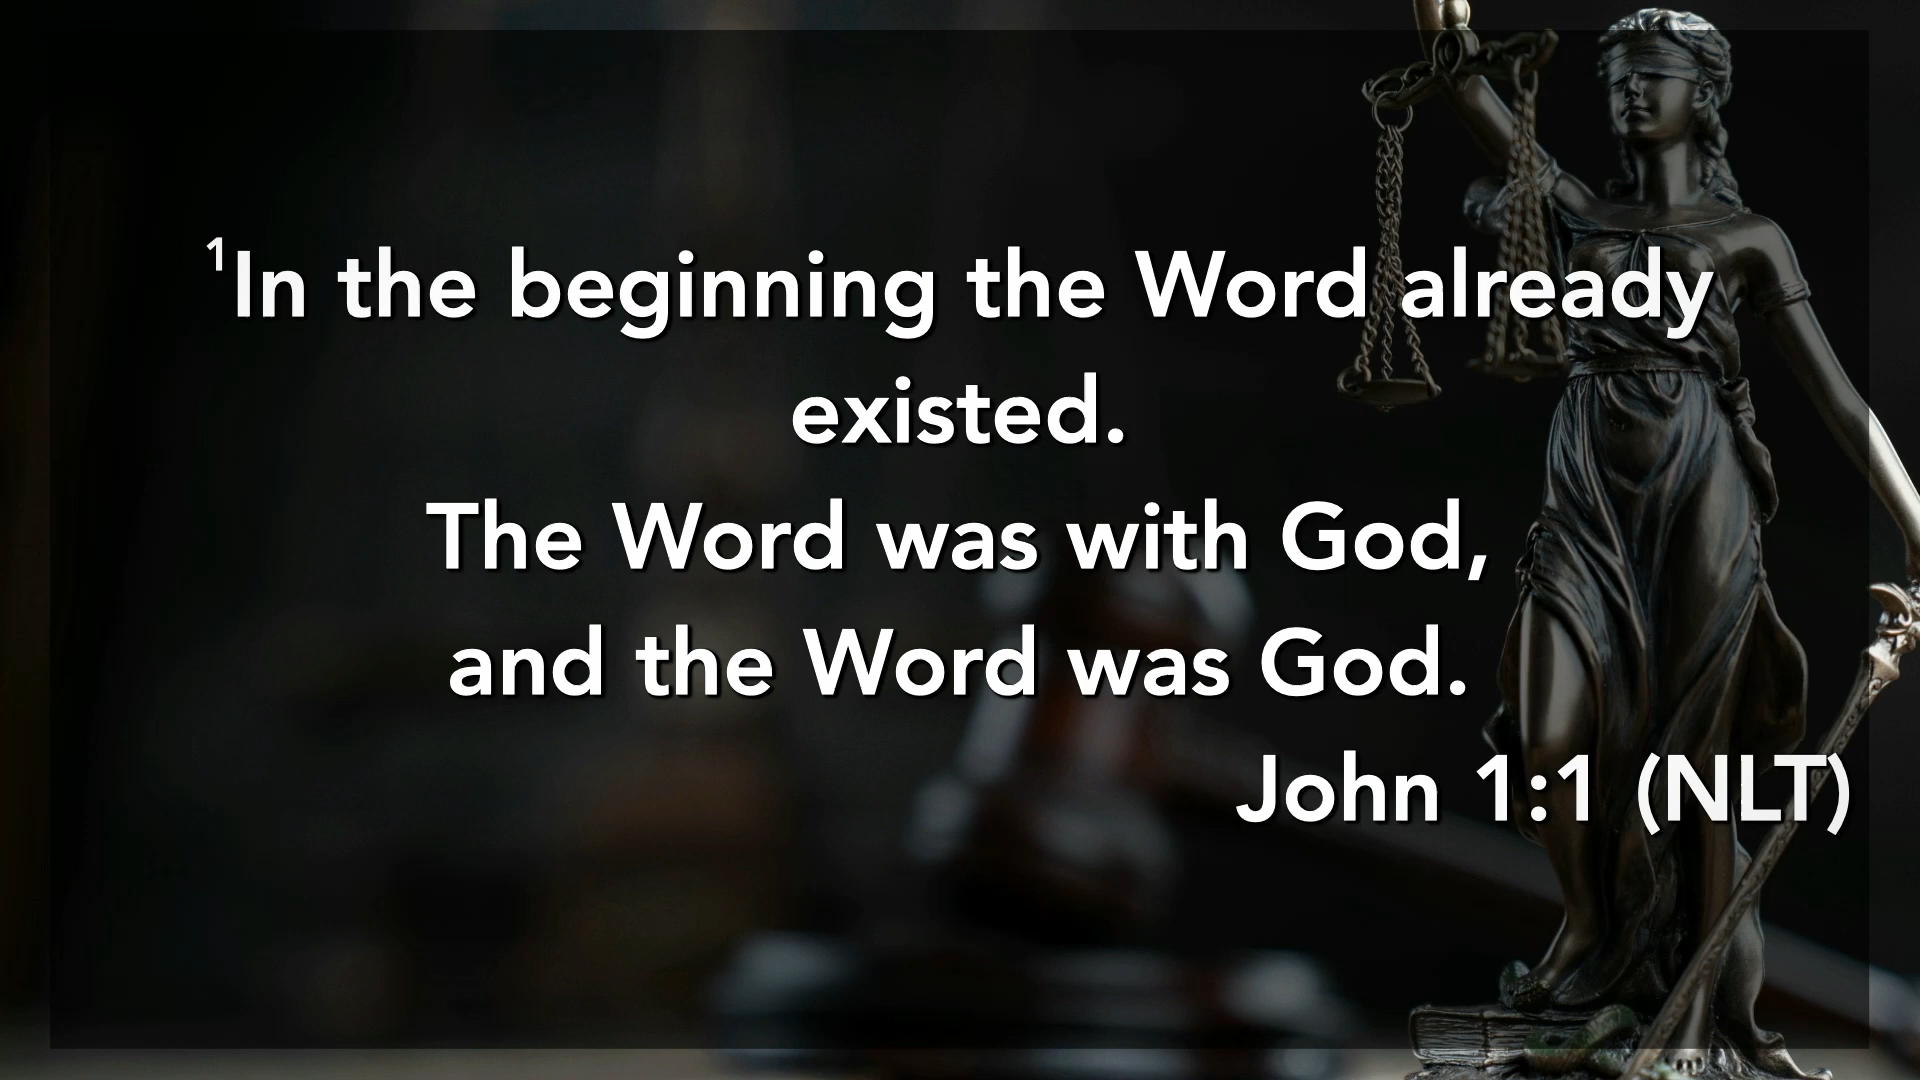 ¹In the beginning the Word already
existed.
The Word was with God,
and the Word was God.
John 1:1 (NLT)